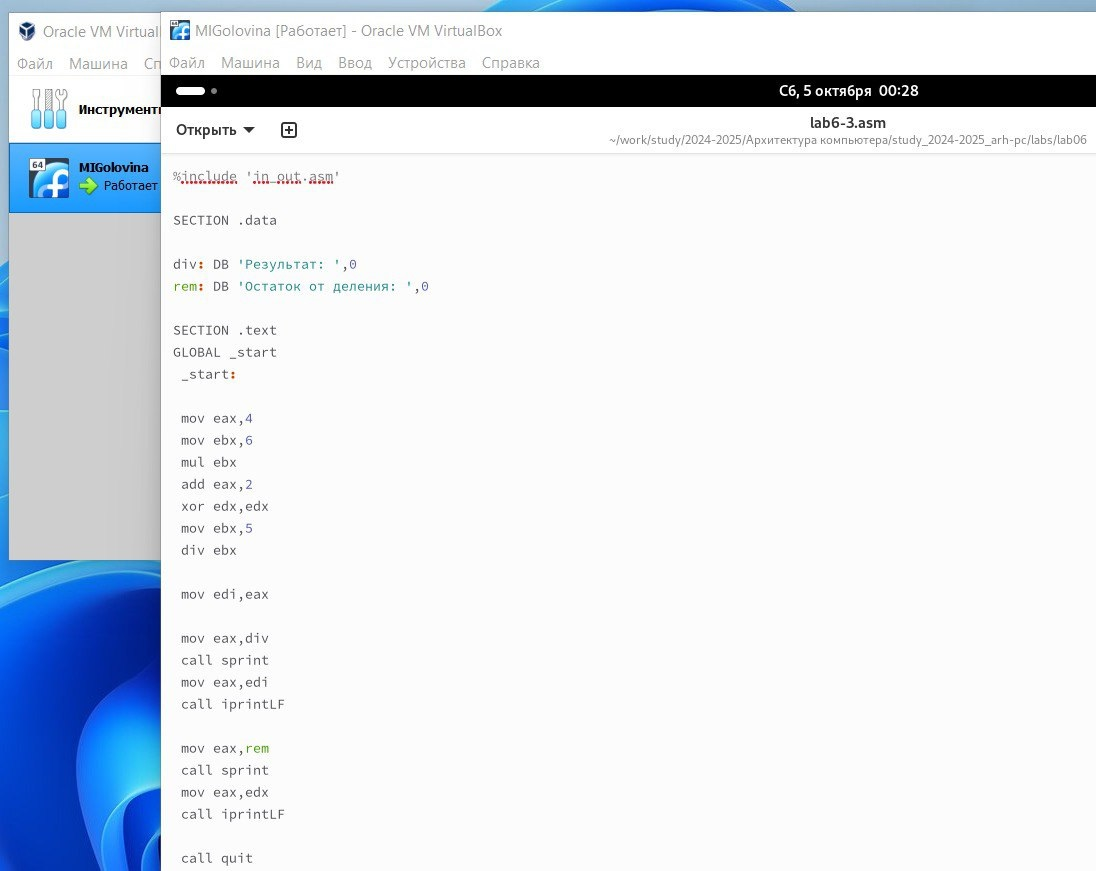 Oracle VM Virtual
Файл Машина Сп
Инструменты
64
MIGolovina
Работает
MIGolovina [Работает] - Oracle VM VirtualBox
Файл Машина Вид Ввод Устройства Справка
Сб, 5 октября 00:28
Открыть
lab6-3.asm
~/work/study/2024-2025/Архитектура компьютера/study_2024-2025_arh-pc/labs/lab06
%include 'in_out.asm'
SECTION .data
div: DB 'Результат: ',0
rem: DB 'Остаток от деления: ',0
SECTION .text
GLOBAL _start
_start:
mov eax,4
mov ebx,6
mul ebx
add eax,2
xor edx,edx
mov ebx,5
div ebx
mov edi,eax
mov eax,div
call sprint
mov eax,edi
call iprintLF
mov eax,rem
call sprint
mov eax,edx
call iprintLF
call quit